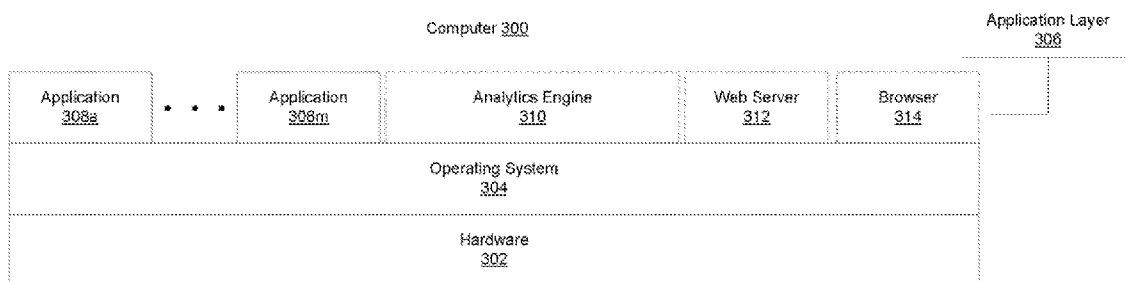 Computer 300
Application Layer
306
Application
308a
Application
308m
Analytics Engine
310
Web Server
312
Browser
314
Operating System
304
Hardware
302